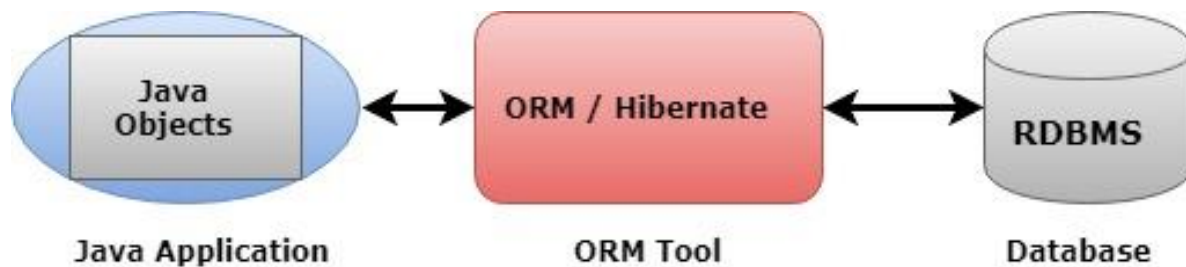 Java
Objects
ORM / Hibernate
RDBMS
Java Application
ORM Tool
Database